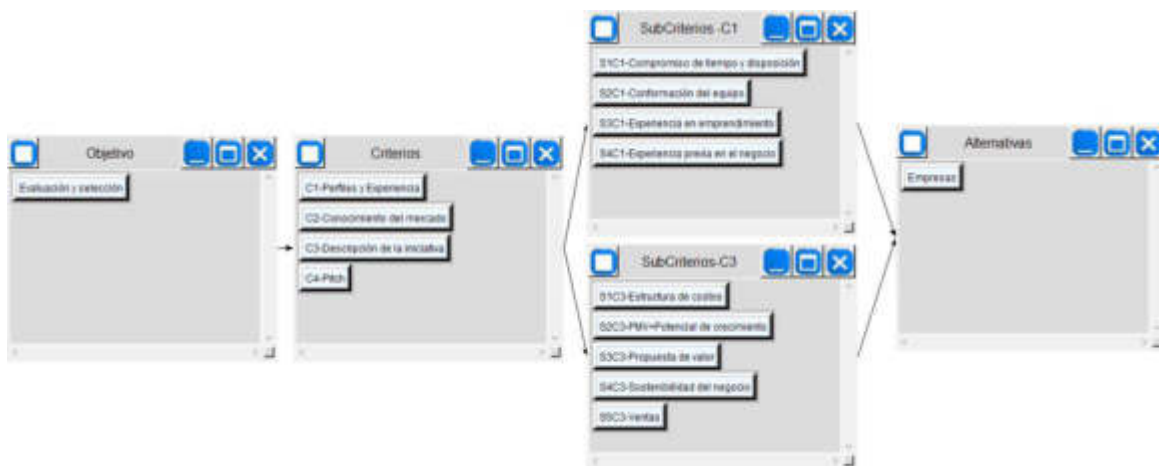 Objetivo
Evaluación y selección
Criterios
C1-Perfiles y Experiencia
C2-Conocimiento del mercado
C3-Descripción de la iniciativa
C4-Pitch
SubCriterios -C1
S1C1-Compromiso de tiempo y disposición
S2C1-Conformación del equipo
S3C1-Experiencia en emprendimiento
S4C1-Experiencia previa en el negocio
SubCriterios-C3
S1C3-Estructura de costos
S2C3-PMV=Potencial de crecimiento
S3C3-Propuesta de valor
S4C3-Sostenibilidad del negocio
S5C3-Ventas
Alternativas
Empresas